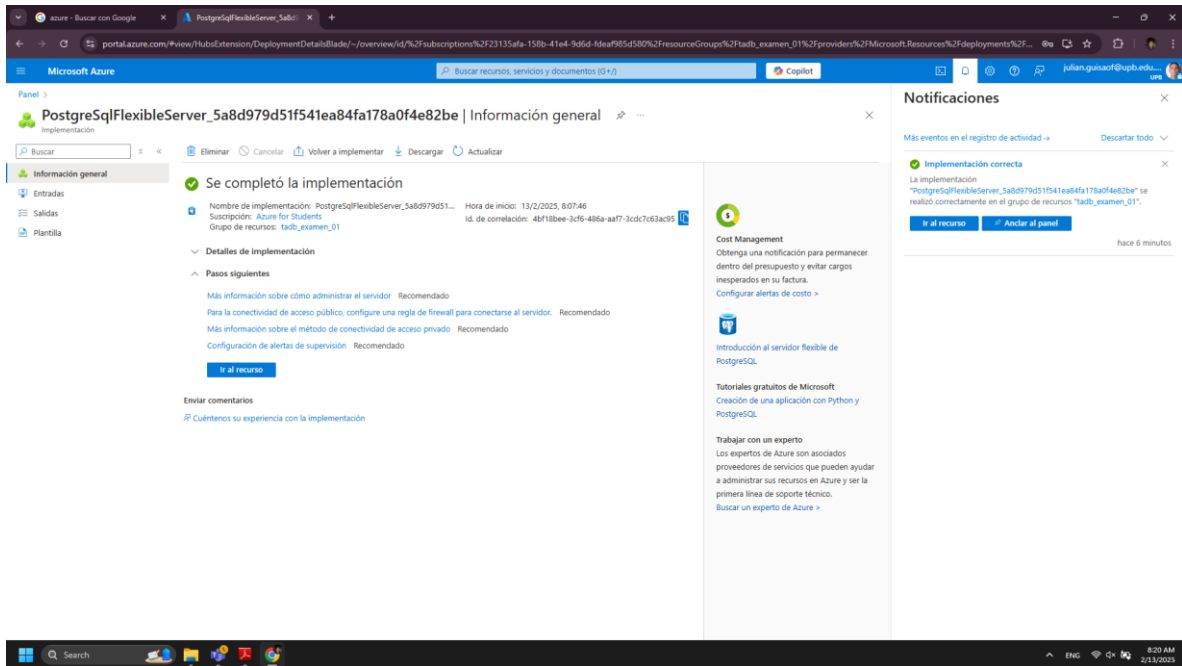 azure - Buscar con Google
PostgreSqlFlexibleServer_5a8d9
portal.azure.com/#view/HubsExtension/DeploymentDetailsBlade/~/overview/id/%2Fsubscriptions%2F23135afa-158b-41e4-9d6d-fdeaf985d580%2FresourceGroups%2Ftadb_examen_01%2Fproviders%2FMicrosoft.Resources%2Fdeployments%2F...
Microsoft Azure
Buscar recursos, servicios y documentos (G+/)
Copilot
julian.guisaof@upb.edu....
UPB
Panel >
PostgreSqlFlexibleServer_5a8d979d51f541ea84fa178a0f4e82be | Información general
Implementación
Buscar
Información general
Entradas
Salidas
Plantilla
Eliminar
Cancelar
Volver a implementar
Descargar
Actualizar
Se completó la implementación
Nombre de implementación: PostgreSqlFlexibleServer_5a8d979d51...
Suscripción: Azure for Students
Grupo de recursos: tadb_examen_01
Hora de inicio: 13/2/2025, 8:07:46
Id. de correlación: 4bf18bee-3cf6-486a-aaf7-3cdc7c63ac95
Detalles de implementación
Pasos siguientes
Más información sobre cómo administrar el servidor Recomendado
Para la conectividad de acceso público, configure una regla de firewall para conectarse al servidor. Recomendado
Más información sobre el método de conectividad de acceso privado Recomendado
Configuración de alertas de supervisión Recomendado
Ir al recurso
Enviar comentarios
Cuéntenos su experiencia con la implementación
Cost Management
Obtenga una notificación para permanecer
dentro del presupuesto y evitar cargos
inesperados en su factura.
Configurar alertas de costo >
Introducción al servidor flexible de
PostgreSQL
Tutoriales gratuitos de Microsoft
Creación de una aplicación con Python y
PostgreSQL
Trabajar con un experto
Los expertos de Azure son asociados
proveedores de servicios que pueden ayudar
a administrar sus recursos en Azure y ser la
primera línea de soporte técnico.
Buscar un experto de Azure >
Notificaciones
Más eventos en el registro de actividad →
Descartar todo
Implementación correcta
La implementación
"PostgreSqlFlexibleServer_5a8d979d51f541ea84fa178a0f4e82be" se
realizó correctamente en el grupo de recursos "tadb_examen_01".
Ir al recurso
Anclar al panel
hace 6 minutos
Search
ENG
8:20 AM
2/13/2025